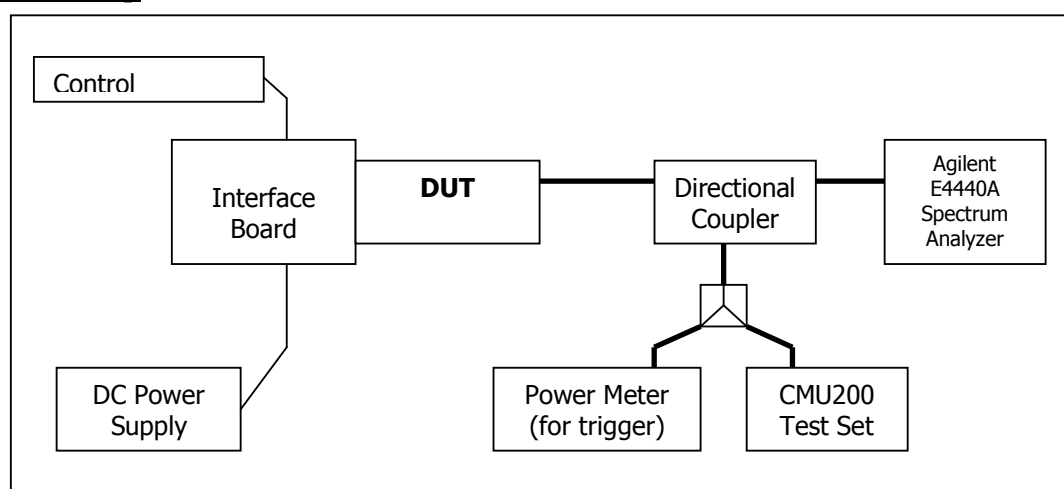 Control
Interface
Board
DUT
Directional
Coupler
Agilent
E4440A
Spectrum
Analyzer
DC Power
Supply
Power Meter
(for trigger)
CMU200
Test Set